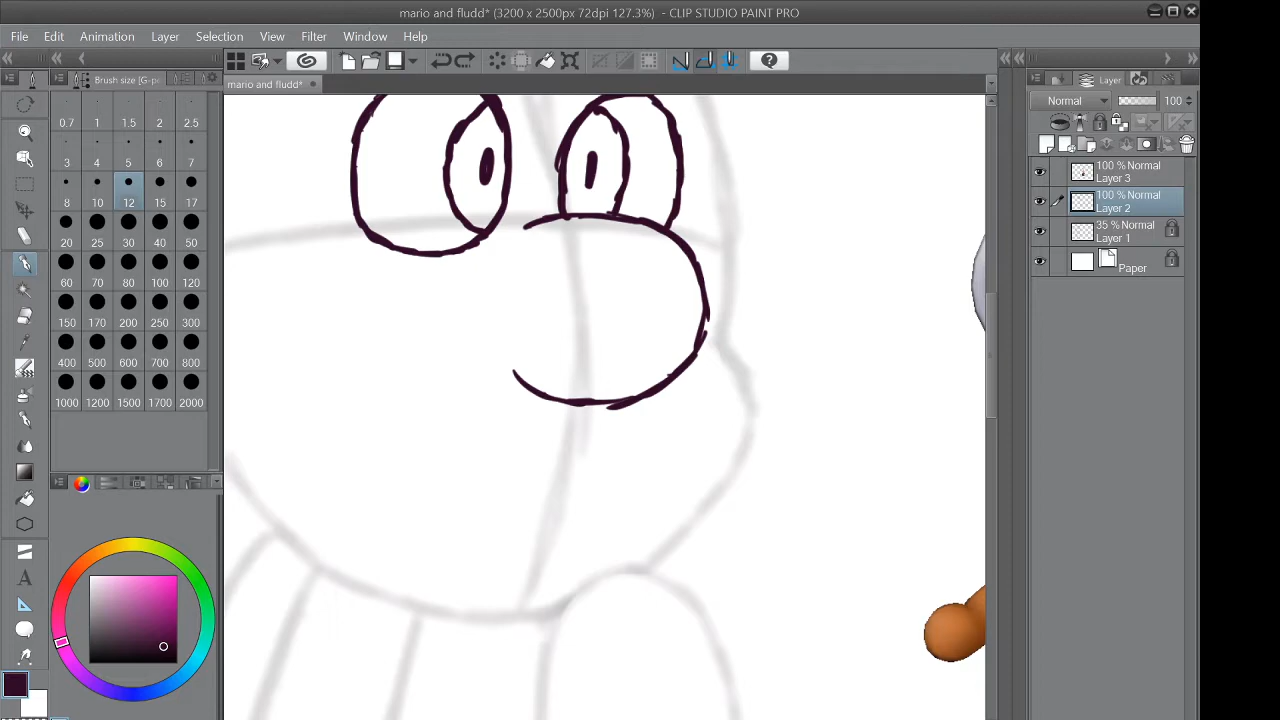 mario and fludd* (3200 x 2500px 72dpi 127.3%) - CLIP STUDIO PAINT PRO
File Edit Animation Layer Selection View Filter Window Help
Brush size [G-p
mario and fludd*
Layer
0.7 1 1.5 2 2.5
3 4 5 6 7
8 10 12 15 17
20 25 30 40 50
60 70 80 100 120
150 170 200 250 300
400 500 600 700 800
1000 1200 1500 1700 2000
Normal 100
100 % Normal
Layer 3
100 % Normal
Layer 2
35 % Normal
Layer 1
Paper